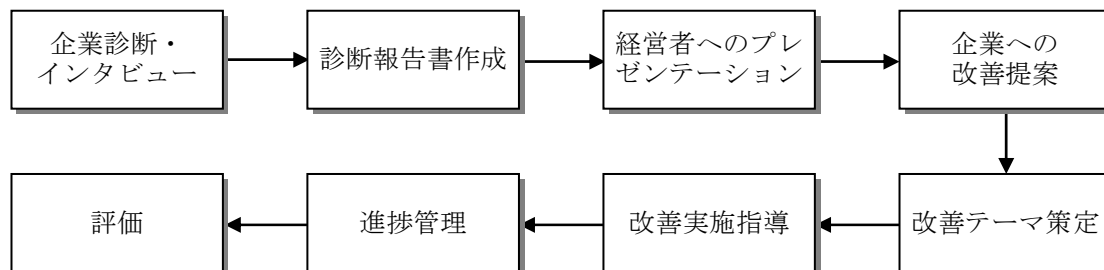 企業診断・
インタビュー
診断報告書作成
経営者へのプレ
ゼンテーション
企業への
改善提案
評価
進捗管理
改善実施指導
改善テーマ策定